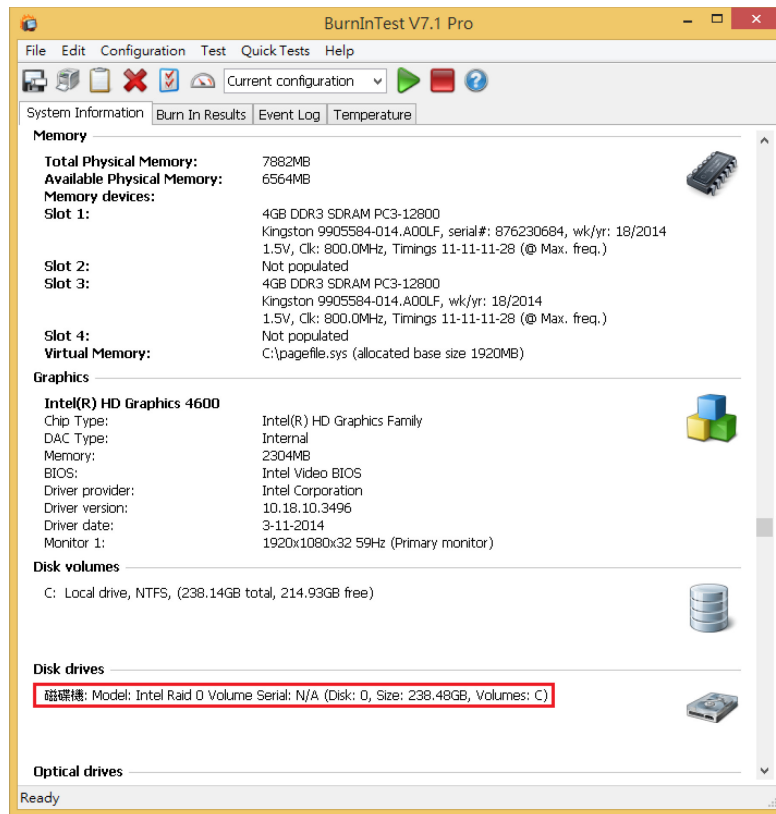 BurnInTest V7.1 Pro
File Edit Configuration Test Quick Tests Help
Current configuration
System Information Burn In Results Event Log Temperature
Memory
Total Physical Memory: 7882MB
Available Physical Memory: 6564MB
Memory devices:
Slot 1: 4GB DDR3 SDRAM PC3-12800
Kingston 9905584-014.A00LF, serial#: 876230684, wk/yr: 18/2014
1.5V, Clk: 800.0MHz, Timings 11-11-11-28 (@ Max. freq.)
Slot 2: Not populated
Slot 3: 4GB DDR3 SDRAM PC3-12800
Kingston 9905584-014.A00LF, wk/yr: 18/2014
1.5V, Clk: 800.0MHz, Timings 11-11-11-28 (@ Max. freq.)
Slot 4: Not populated
Virtual Memory: C:\pagefile.sys (allocated base size 1920MB)
Graphics
Intel(R) HD Graphics 4600
Chip Type: Intel(R) HD Graphics Family
DAC Type: Internal
Memory: 2304MB
BIOS: Intel Video BIOS
Driver provider: Intel Corporation
Driver version: 10.18.10.3496
Driver date: 3-11-2014
Monitor 1: 1920x1080x32 59Hz (Primary monitor)
Disk volumes
C: Local drive, NTFS, (238.14GB total, 214.93GB free)
Disk drives
磁碟機: Model: Intel Raid 0 Volume Serial: N/A (Disk: 0, Size: 238.48GB, Volumes: C)
Optical drives
Ready